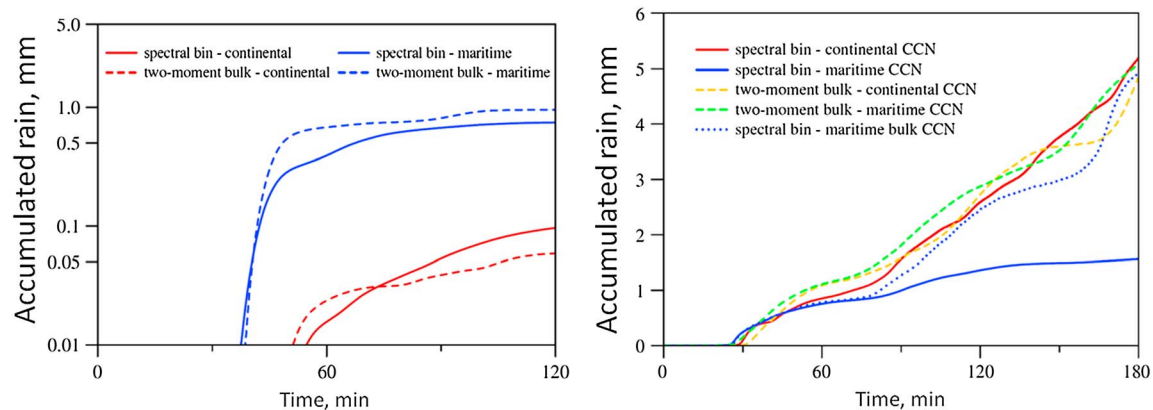 Accumulated rain, mm
5.0
1.0
0.5
0.1
0.05
0.01
spectral bin - continental
two-moment bulk - continental
spectral bin - maritime
two-moment bulk - maritime
0 60 120
Time, min
Accumulated rain, mm
6
5
4
3
2
1
0
spectral bin - continental CCN
spectral bin - maritime CCN
two-moment bulk - continental CCN
two-moment bulk - maritime CCN
spectral bin - maritime bulk CCN
0 60 120 180
Time, min